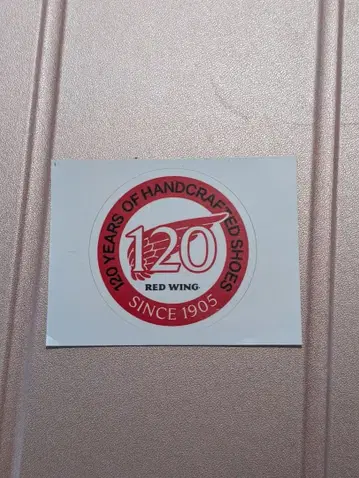 120 YEARS OF HANDCRAFTED SHOES
120
RED WING
SINCE 1905